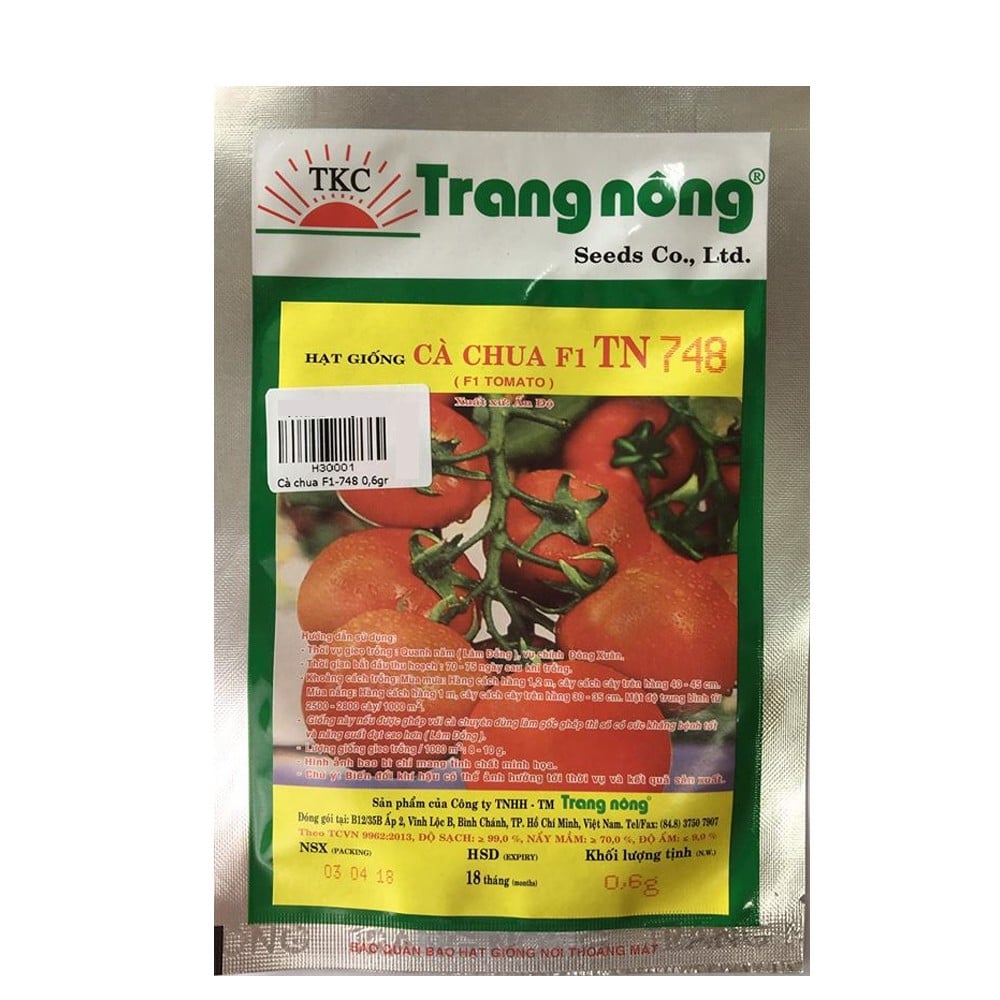 TKC
Trang nông®
Seeds Co., Ltd.
HẠT GIỐNG CÀ CHUA F1 TN 748
( F1 TOMATO )
Xuất xứ: Ấn Độ
H30001
Cà chua F1-748 0,6gr
Hướng dẫn sử dụng:
- Thời vụ gieo trồng : Quanh năm ( Lâm Đồng ), vụ chính Đông Xuân.
- Thời gian bắt đầu thu hoạch : 70 - 75 ngày sau khi trồng.
- Khoảng cách trồng: Mùa mưa: Hàng cách hàng 1,2 m, cây cách cây trên hàng 40 - 45 cm.
Mùa nắng: Hàng cách hàng 1 m, cây cách cây trên hàng 30 - 35 cm. Mật độ trung bình từ
2500 - 2800 cây/ 1000 m².
- Giống này nếu được ghép với cà chuyên dùng làm gốc ghép thì sẽ có sức kháng bệnh tốt
và năng suất đạt cao hơn ( Lâm Đồng ).
- Lượng giống gieo trồng / 1000 m²: 8 - 10 g.
- Hình ảnh bao bì chỉ mang tính chất minh họa.
- Chú ý: Biến đổi khí hậu có thể ảnh hưởng tới thời vụ và kết quả sản xuất.
Sản phẩm của Công ty TNHH - TM Trang nông®
Đóng gói tại: B12/35B Ấp 2, Vĩnh Lộc B, Bình Chánh, TP. Hồ Chí Minh, Việt Nam. Tel/Fax: (84.8) 3750 7907
Theo TCVN 9962:2013, ĐỘ SẠCH: ≥ 99,0 %, NẨY MẦM: ≥ 70,0 %, ĐỘ ẨM: ≤ 9,0 %
NSX (PACKING) HSD (EXPIRY) Khối lượng tịnh (N.W.)
03 04 18 18 tháng (months) 0,6g
BẢO QUẢN BAO HẠT GIỐNG NƠI THOÁNG MÁT